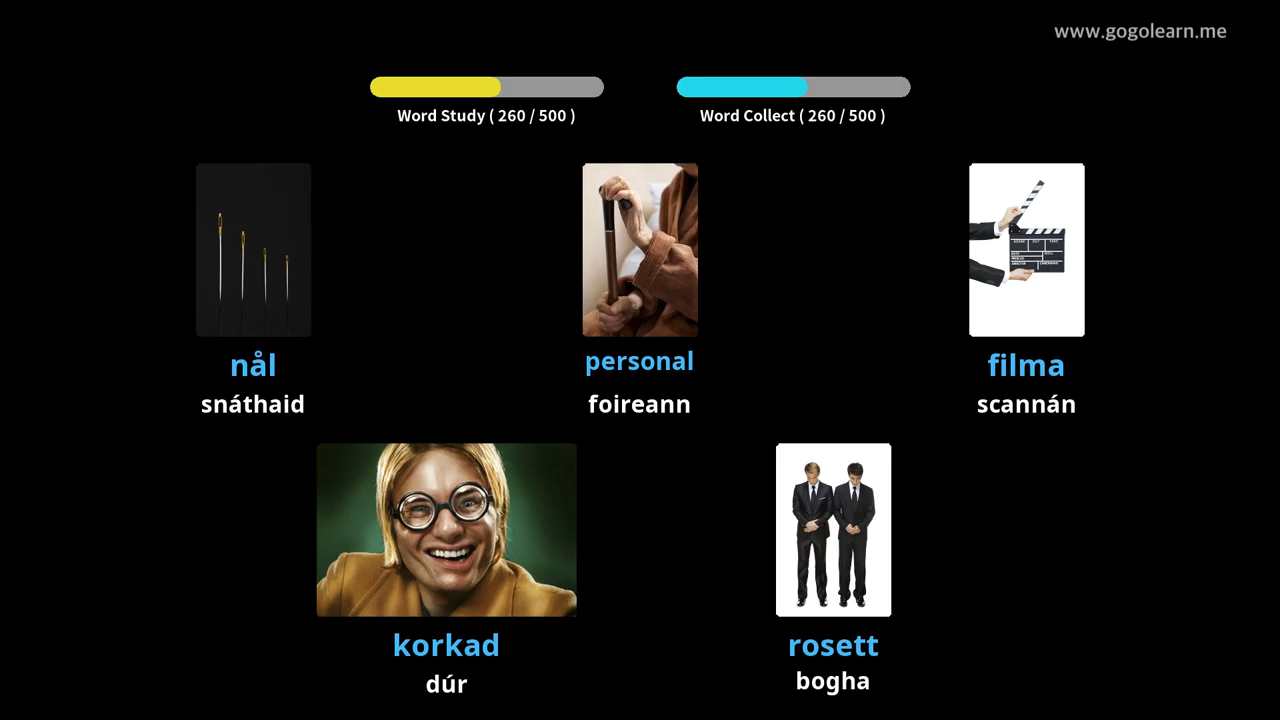 www.gogolearn.me
Word Study ( 260 / 500 )
Word Collect ( 260 / 500 )
nål
personal
filma
snáthaid
foireann
scannán
korkad
rosett
dúr
bogha